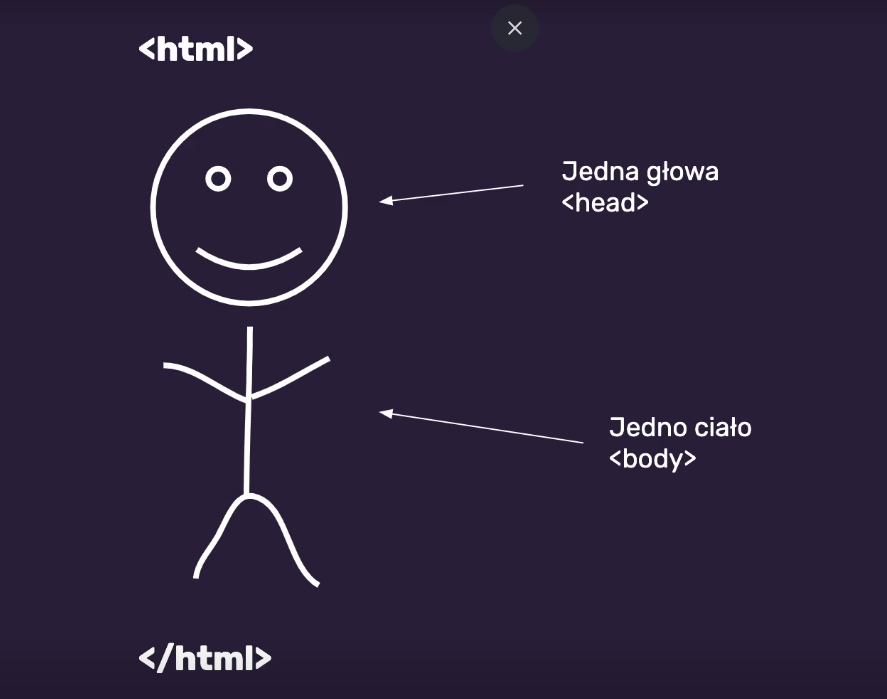 <html>
Jedna głowa
<head>
Jedno ciało
<body>
</html>